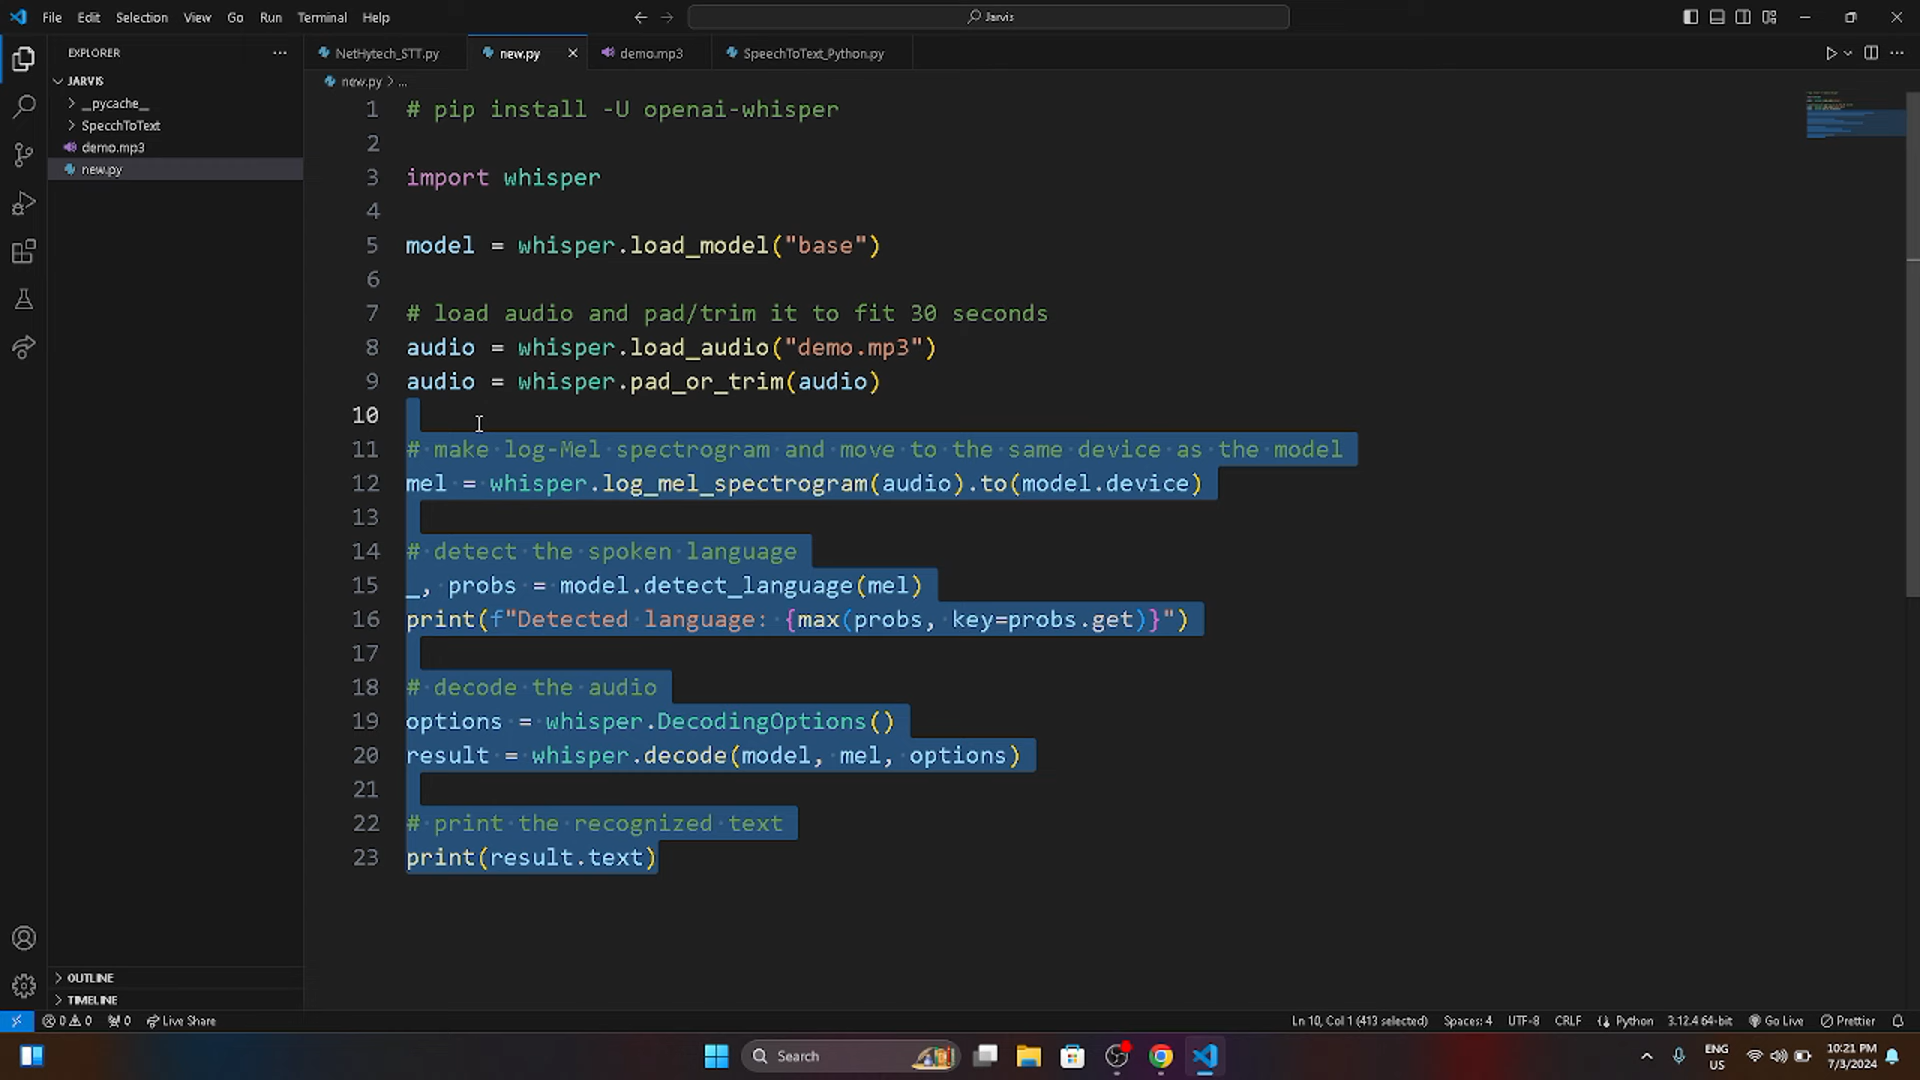 File Edit Selection View Go Run Terminal Help
Jarvis
EXPLORER
NetHytech_STT.py
new.py
demo.mp3
SpeechToText_Python.py
JARVIS
_pycache_
SpecchToText
demo.mp3
new.py
new.py > ...
1 # pip install -U openai-whisper
2
3 import whisper
4
5 model = whisper.load_model("base")
6
7 # load audio and pad/trim it to fit 30 seconds
8 audio = whisper.load_audio("demo.mp3")
9 audio = whisper.pad_or_trim(audio)
10
11 # make log-Mel spectrogram and move to the same device as the model
12 mel = whisper.log_mel_spectrogram(audio).to(model.device)
13
14 # detect the spoken language
15 _, probs = model.detect_language(mel)
16 print(f"Detected language: {max(probs, key=probs.get)}")
17
18 # decode the audio
19 options = whisper.DecodingOptions()
20 result = whisper.decode(model, mel, options)
21
22 # print the recognized text
23 print(result.text)
OUTLINE
TIMELINE
0 0 0 Live Share
Ln 10, Col 1 (413 selected) Spaces: 4 UTF-8 CRLF Python 3.12.4 64-bit Go Live Prettier
Search
ENG
US
10:21 PM
7/3/2024